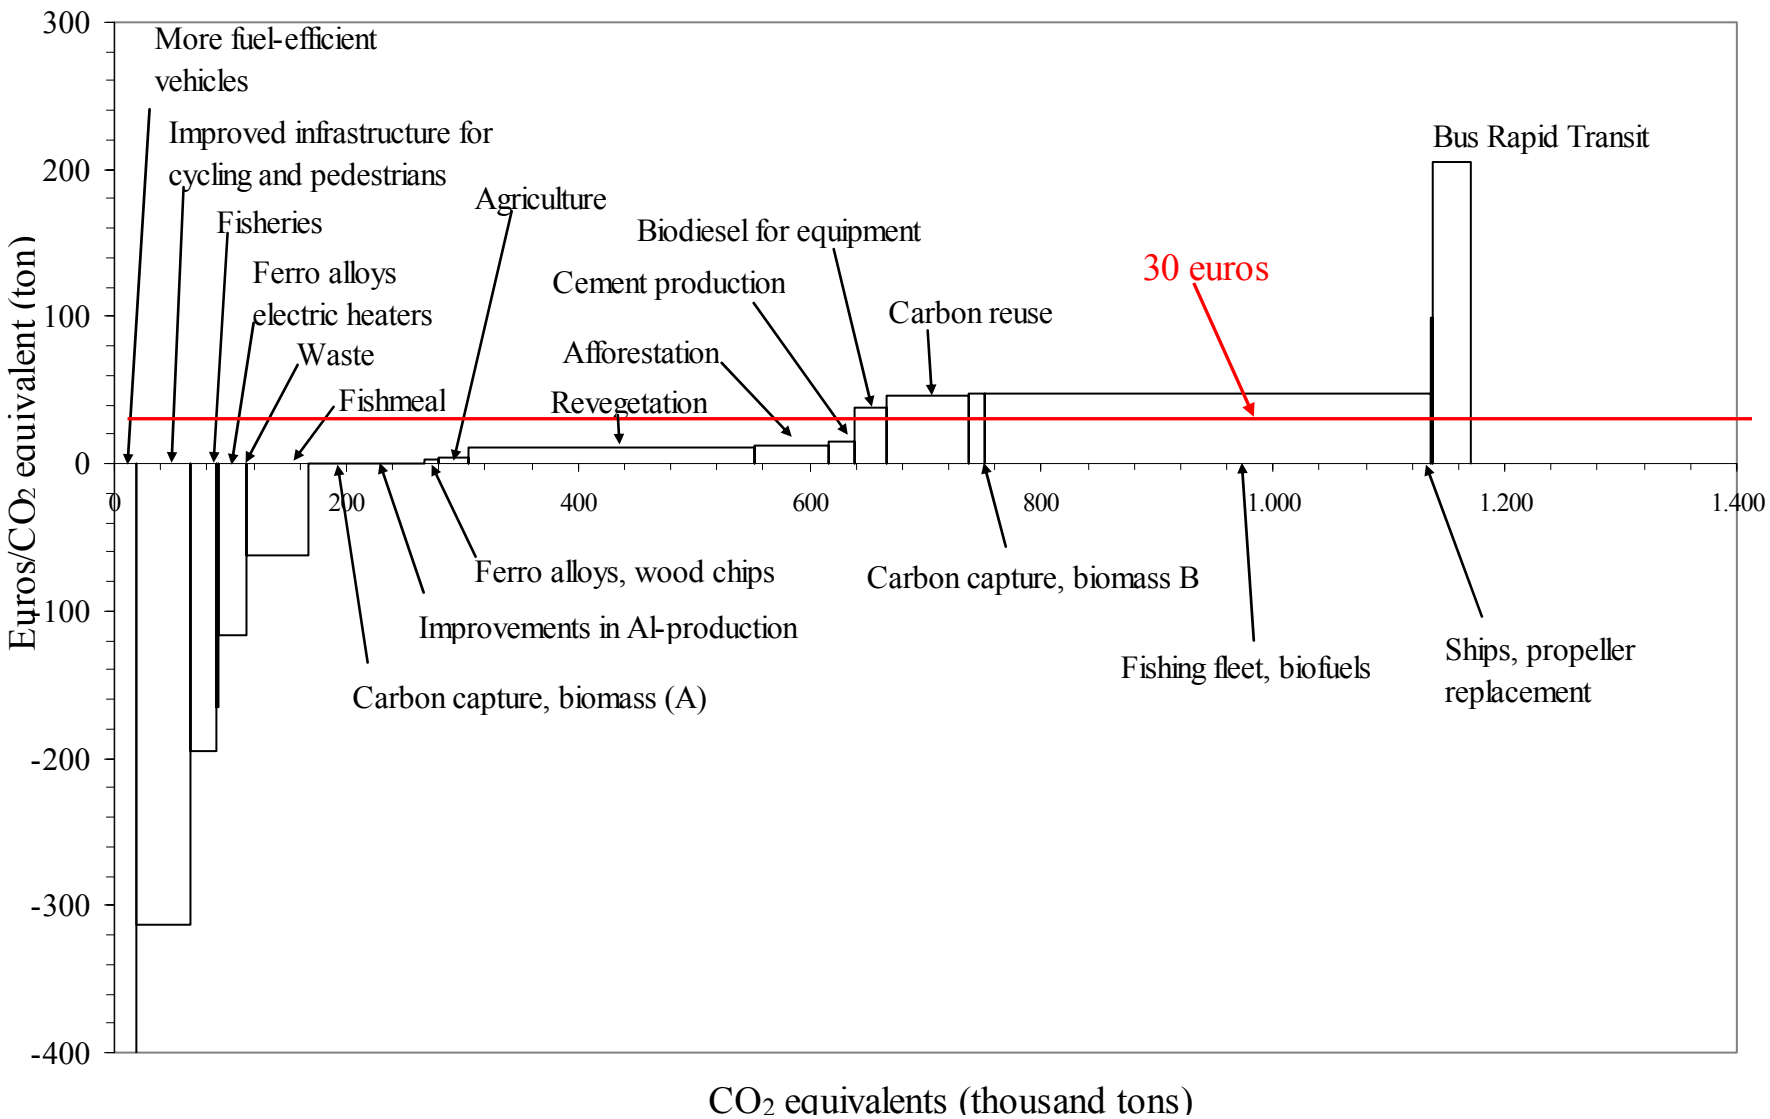 300
More fuel-efficient
vehicles
Improved infrastructure for
cycling and pedestrians
200
Bus Rapid Transit
Agriculture
Fisheries
Biodiesel for equipment
Ferro alloys
electric heaters
30 euros
Cement production
100
Carbon reuse
Waste
Afforestation
Fishmeal
Revegetation
0
0
200
400
600
800
1.000
1.200
1.400
Euros/CO₂ equivalent (ton)
Ferro alloys, wood chips
Carbon capture, biomass B
-100
Improvements in Al-production
Ships, propeller
replacement
Fishing fleet, biofuels
Carbon capture, biomass (A)
-200
-300
-400
CO₂ equivalents (thousand tons)